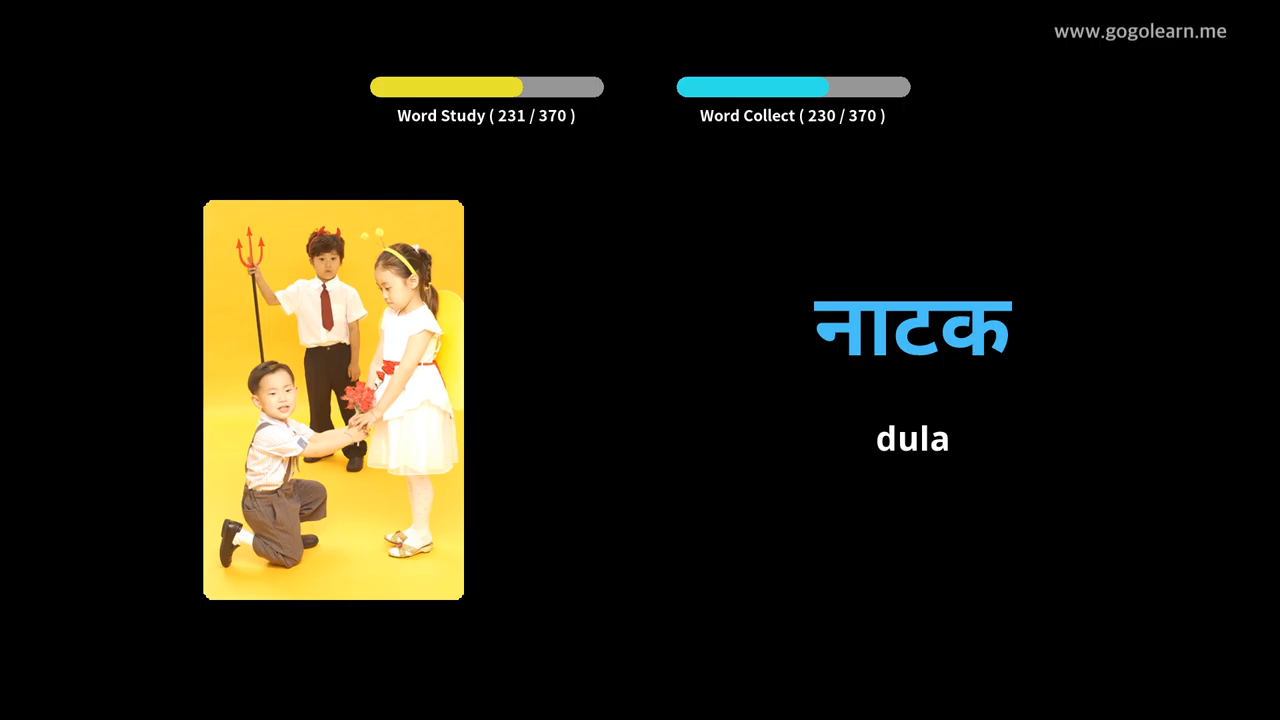 www.gogolearn.me
Word Study ( 231 / 370 )
Word Collect ( 230 / 370 )
नाटक
dula